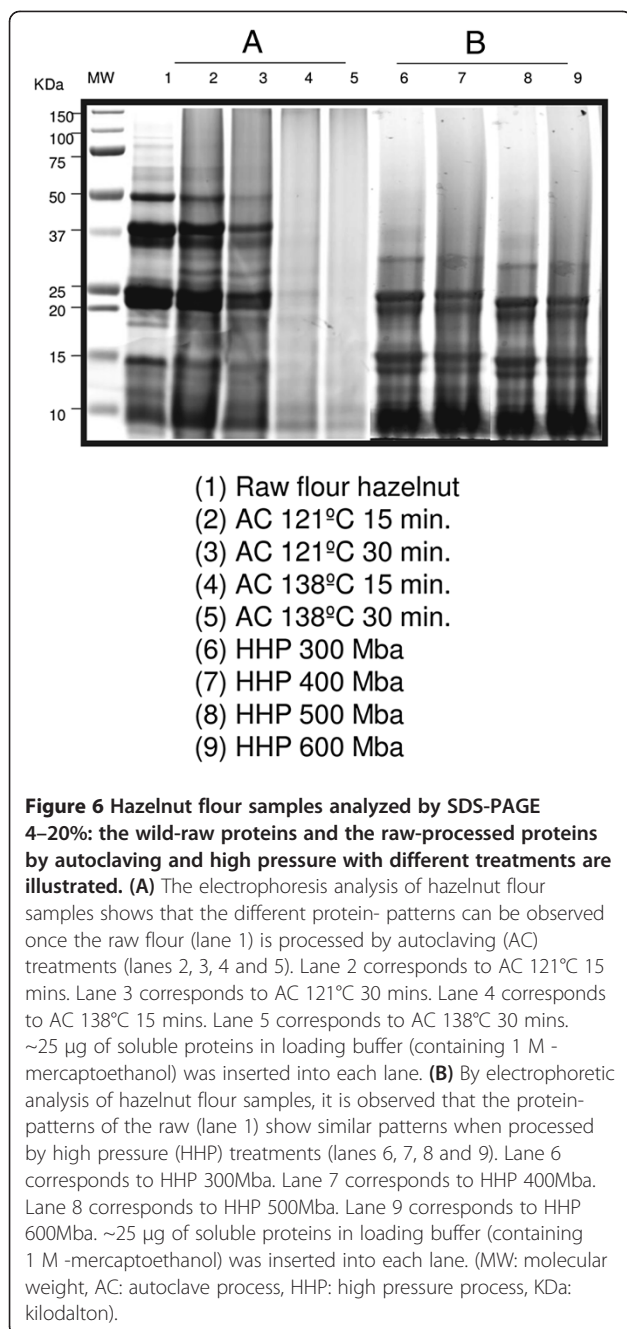 A B
KDa MW 1 2 3 4 5 6 7 8 9
150
100
75
50
37
25
20
15
10
(1) Raw flour hazelnut
(2) AC 121ºC 15 min.
(3) AC 121ºC 30 min.
(4) AC 138ºC 15 min.
(5) AC 138ºC 30 min.
(6) HHP 300 Mba
(7) HHP 400 Mba
(8) HHP 500 Mba
(9) HHP 600 Mba
Figure 6 Hazelnut flour samples analyzed by SDS-PAGE
4–20%: the wild-raw proteins and the raw-processed proteins
by autoclaving and high pressure with different treatments are
illustrated. (A) The electrophoresis analysis of hazelnut flour
samples shows that the different protein- patterns can be observed
once the raw flour (lane 1) is processed by autoclaving (AC)
treatments (lanes 2, 3, 4 and 5). Lane 2 corresponds to AC 121°C 15
mins. Lane 3 corresponds to AC 121°C 30 mins. Lane 4 corresponds
to AC 138°C 15 mins. Lane 5 corresponds to AC 138°C 30 mins.
~25 μg of soluble proteins in loading buffer (containing 1 M -
mercaptoethanol) was inserted into each lane. (B) By electrophoretic
analysis of hazelnut flour samples, it is observed that the protein-
patterns of the raw (lane 1) show similar patterns when processed
by high pressure (HHP) treatments (lanes 6, 7, 8 and 9). Lane 6
corresponds to HHP 300Mba. Lane 7 corresponds to HHP 400Mba.
Lane 8 corresponds to HHP 500Mba. Lane 9 corresponds to HHP
600Mba. ~25 μg of soluble proteins in loading buffer (containing
1 M -mercaptoethanol) was inserted into each lane. (MW: molecular
weight, AC: autoclave process, HHP: high pressure process, KDa:
kilodalton).